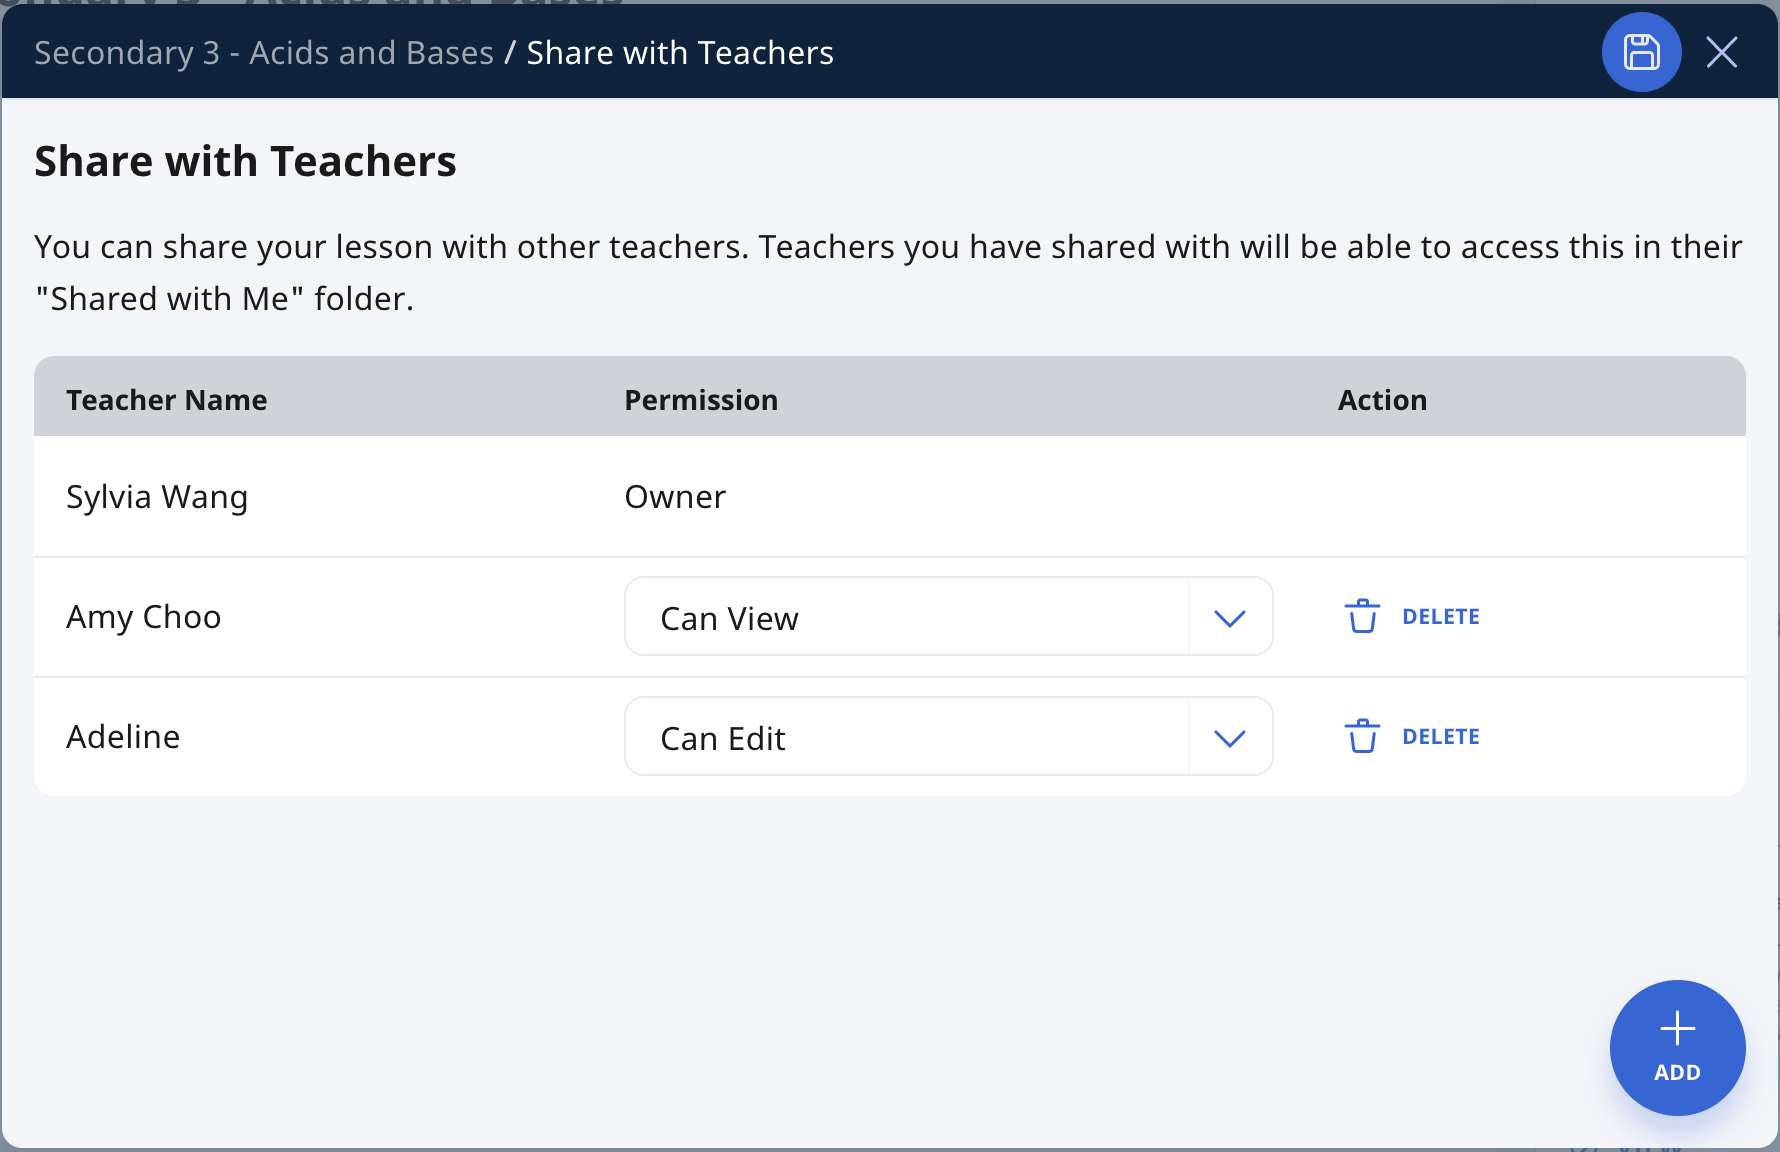 Secondary 3 - Acids and Bases / Share with Teachers
Share with Teachers
You can share your lesson with other teachers. Teachers you have shared with will be able to access this in their
"Shared with Me" folder.
Teacher Name Permission Action
Sylvia Wang Owner
Amy Choo Can View DELETE
Adeline Can Edit DELETE
ADD